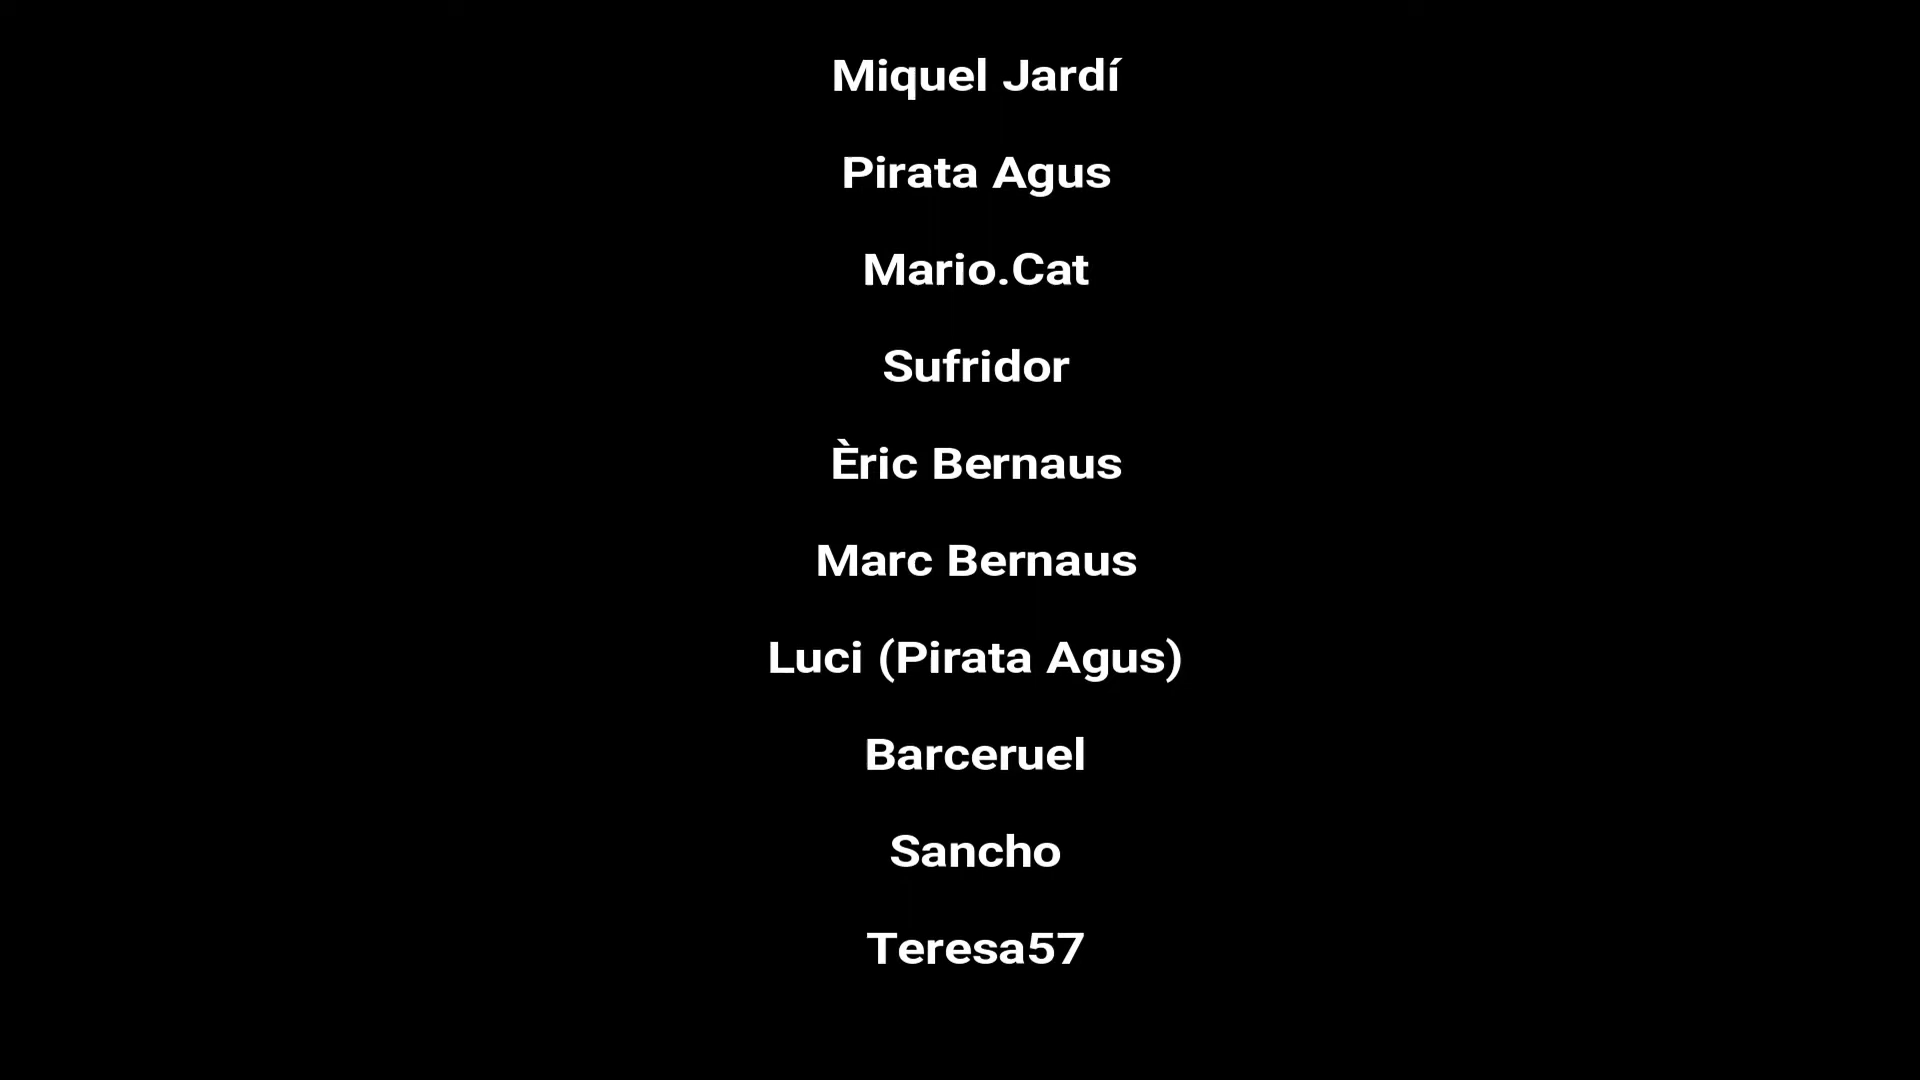 Miquel Jardí
Pirata Agus
Mario.Cat
Sufridor
Èric Bernaus
Marc Bernaus
Luci (Pirata Agus)
Barceruel
Sancho
Teresa57